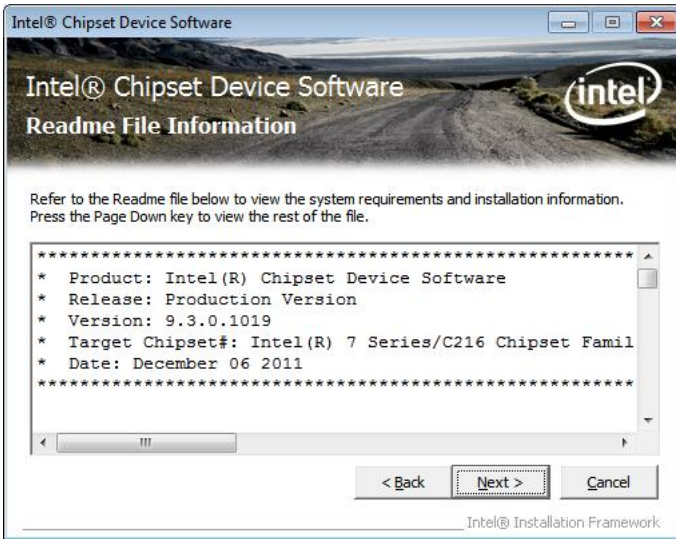 Intel® Chipset Device Software
Intel® Chipset Device Software
intel
Readme File Information
Refer to the Readme file below to view the system requirements and installation information.
Press the Page Down key to view the rest of the file.
********************************************************
*  Product: Intel(R) Chipset Device Software
*  Release: Production Version
*  Version: 9.3.0.1019
*  Target Chipset#: Intel(R) 7 Series/C216 Chipset Famil
*  Date: December 06 2011
********************************************************
< Back Next > Cancel
Intel® Installation Framework